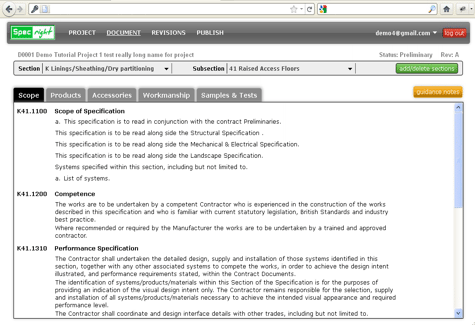 Spec right PROJECT DOCUMENT REVISIONS PUBLISH demo4@gmail.com log out
D0001 Demo Tutorial Project 1 test really long name for project Status: Preliminary Rev: A
Section K Linings/Sheathing/Dry partitioning Subsection 41 Raised Access Floors add/delete sections
Scope Products Accessories Workmanship Samples & Tests guidance notes
K41.1100 Scope of Specification
a. This specification is to read in conjunction with the contract Preliminaries.
This specification is to be read along side the Structural Specification .
This specification is to be read along side the Mechanical & Electrical Specification.
This specification is to be read along side the Landscape Specification.
Systems specified within this section, including but not limited to.
a. List of systems.
K41.1200 Competence
The works are to be undertaken by a competent Contractor who is experienced in the construction of the works
described in this specification and who is familiar with current statutory legislation, British Standards and industry
best practice.
Where recommended or required by the Manufacturer the works are to be undertaken by a trained and approved
contractor.
K41.1310 Performance Specification
The Contractor shall undertake the detailed design, supply and installation of those systems identified in this
section, together with any other associated systems to compete the works, in order to achieve the design intent
illustrated, and performance requirements stated, within the Contract Documents.
The identification of systems/products/materials within this Section of the Specification is for the purposes of
providing an indication of the visual design intent only. The Contractor remains responsible for the selection, supply
and installation of all systems/products/materials necessary to achieve the intended visual appearance and required
performance level.
The Contractor shall coordinate and design interface details with other trades, including but not limited to.